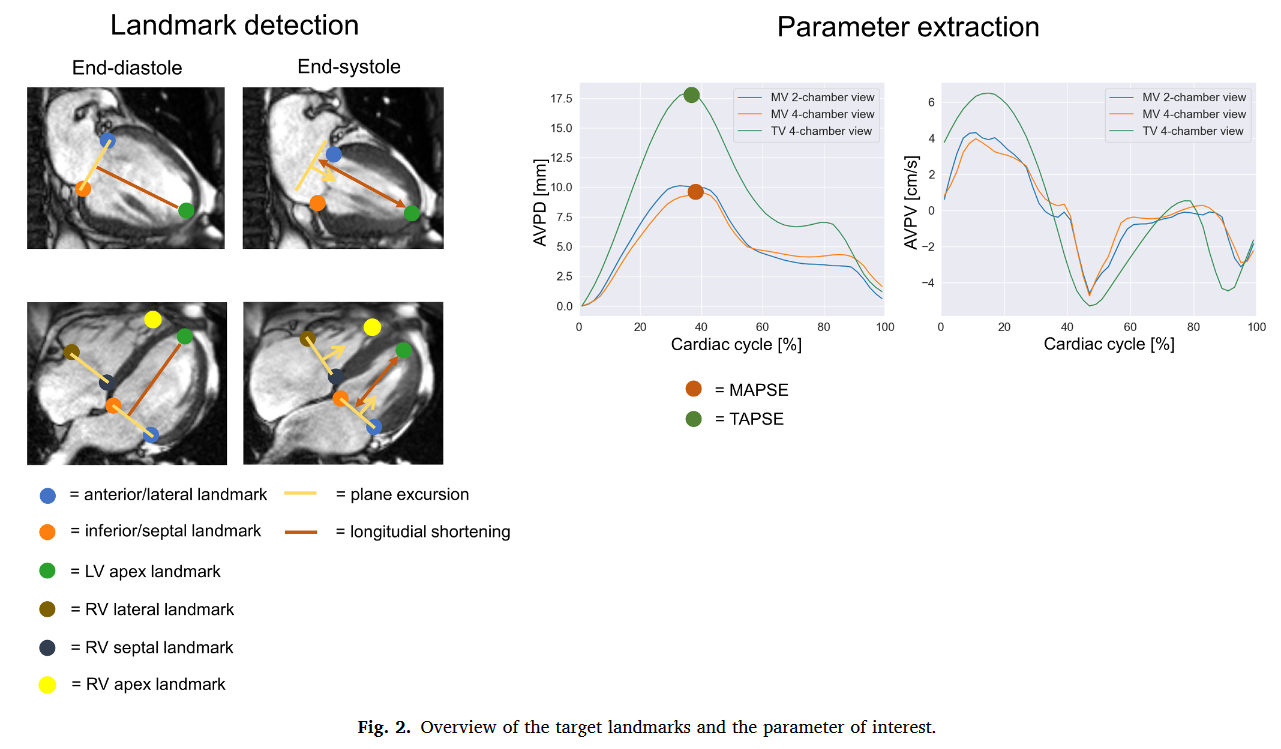 Landmark detection
Parameter extraction
End-diastole
End-systole
AVPD [mm]
17.5
15.0
12.5
10.0
7.5
5.0
2.5
0.0
0
20
40
60
80
100
Cardiac cycle [%]
MV 2-chamber view
MV 4-chamber view
TV 4-chamber view
AVPV [cm/s]
6
4
2
0
−2
−4
0
20
40
60
80
100
Cardiac cycle [%]
MV 2-chamber view
MV 4-chamber view
TV 4-chamber view
= MAPSE
= TAPSE
= anterior/lateral landmark
= plane excursion
= inferior/septal landmark
= longitudial shortening
= LV apex landmark
= RV lateral landmark
= RV septal landmark
= RV apex landmark
Fig. 2. Overview of the target landmarks and the parameter of interest.